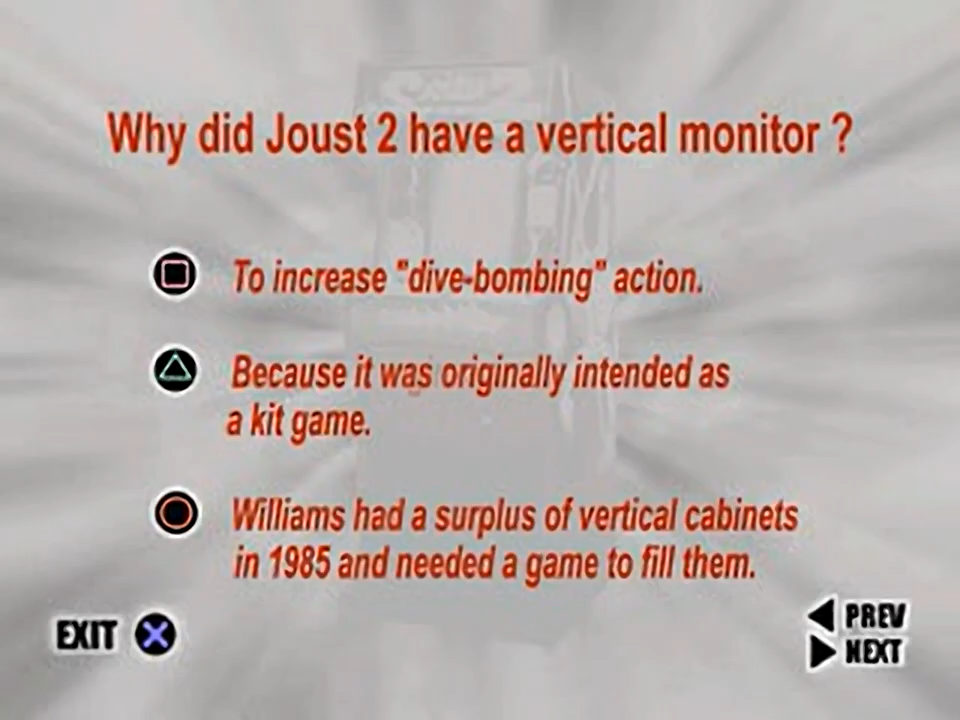 Why did Joust 2 have a vertical monitor ?
To increase "dive-bombing" action.
Because it was originally intended as
a kit game.
Williams had a surplus of vertical cabinets
in 1985 and needed a game to fill them.
EXIT
PREV
NEXT